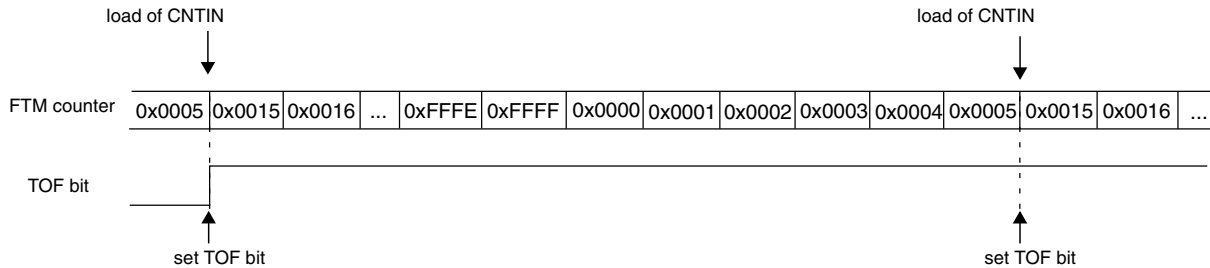 load of CNTIN load of CNTIN
FTM counter 0x0005 0x0015 0x0016 ... 0xFFFE 0xFFFF 0x0000 0x0001 0x0002 0x0003 0x0004 0x0005 0x0015 0x0016 ...
TOF bit
set TOF bit set TOF bit